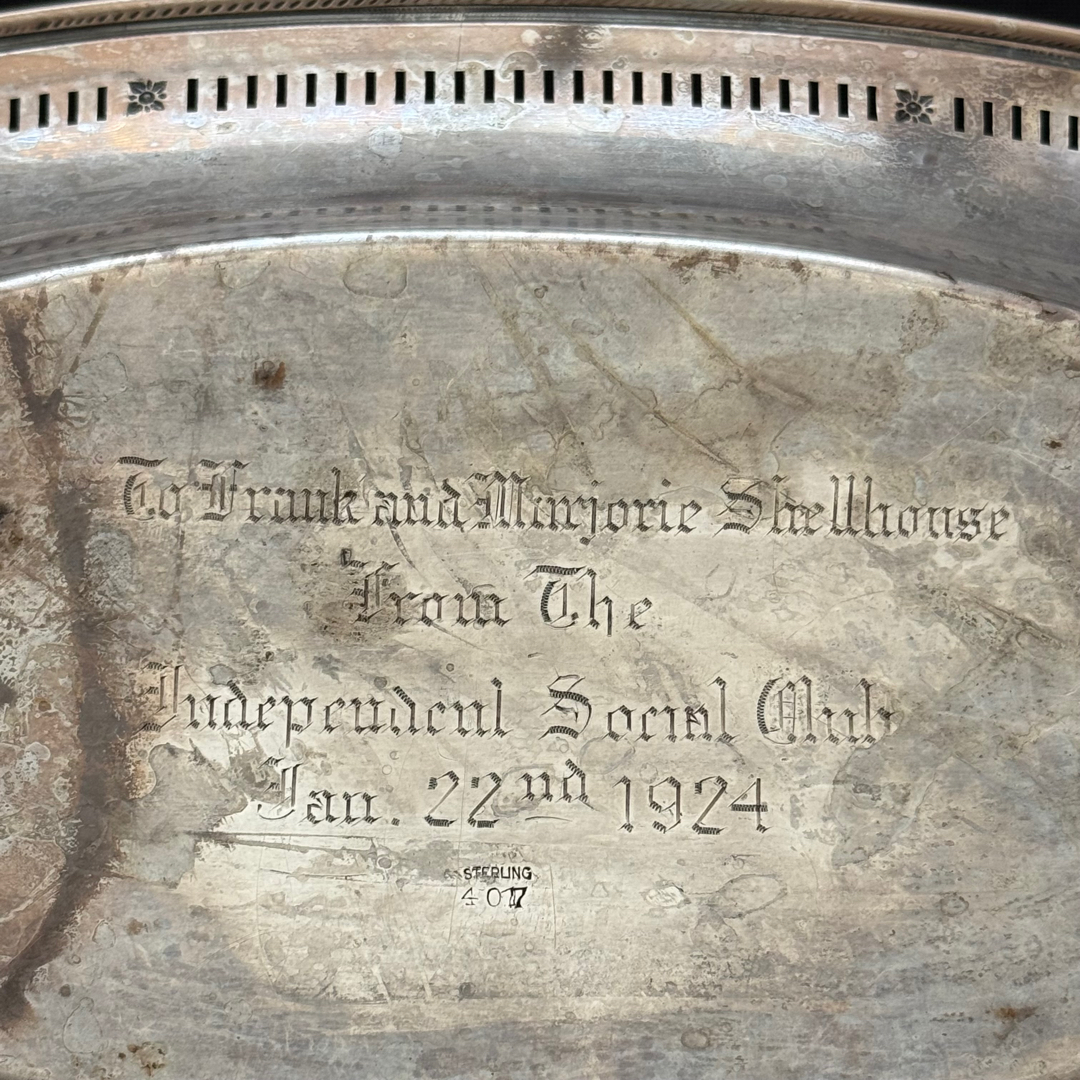 To Frank and Marjorie Shellhouse
From The
Independent Social Club
Jan. 22nd 1924
STERLING
4017